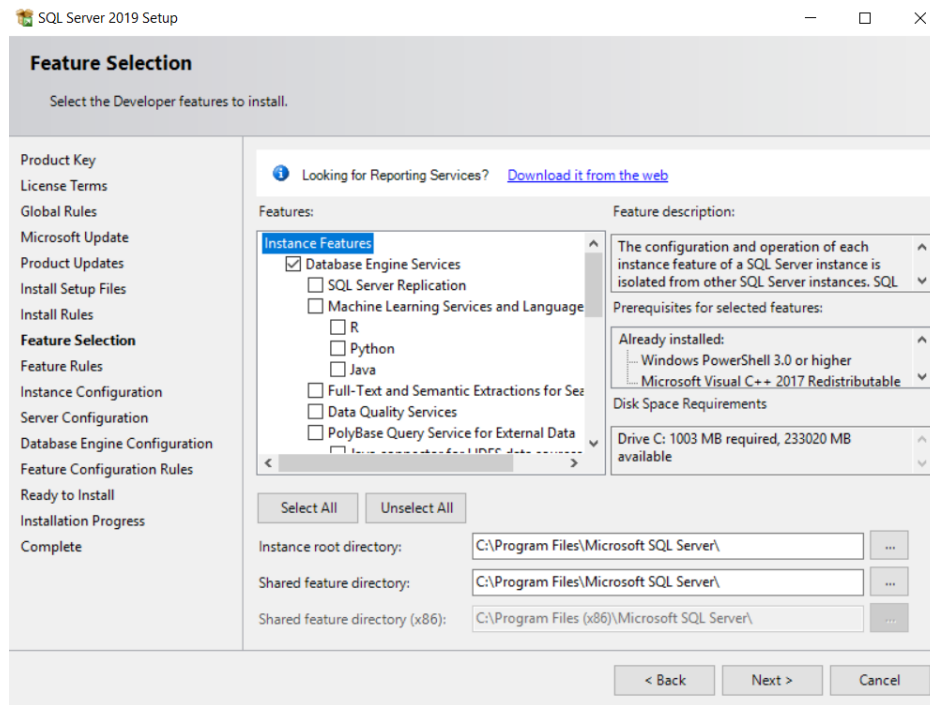 SQL Server 2019 Setup
Feature Selection
Select the Developer features to install.
Product Key
License Terms
Global Rules
Microsoft Update
Product Updates
Install Setup Files
Install Rules
Feature Selection
Feature Rules
Instance Configuration
Server Configuration
Database Engine Configuration
Feature Configuration Rules
Ready to Install
Installation Progress
Complete
Looking for Reporting Services? Download it from the web
Features:
Instance Features
Database Engine Services
SQL Server Replication
Machine Learning Services and Language
R
Python
Java
Full-Text and Semantic Extractions for Sea
Data Quality Services
PolyBase Query Service for External Data
Java connector for HDFS data sources
Feature description:
The configuration and operation of each
instance feature of a SQL Server instance is
isolated from other SQL Server instances. SQL
Prerequisites for selected features:
Already installed:
Windows PowerShell 3.0 or higher
Microsoft Visual C++ 2017 Redistributable
Disk Space Requirements
Drive C: 1003 MB required, 233020 MB
available
Select All
Unselect All
Instance root directory: C:\Program Files\Microsoft SQL Server\ ...
Shared feature directory: C:\Program Files\Microsoft SQL Server\ ...
Shared feature directory (x86): C:\Program Files (x86)\Microsoft SQL Server\ ...
< Back
Next >
Cancel